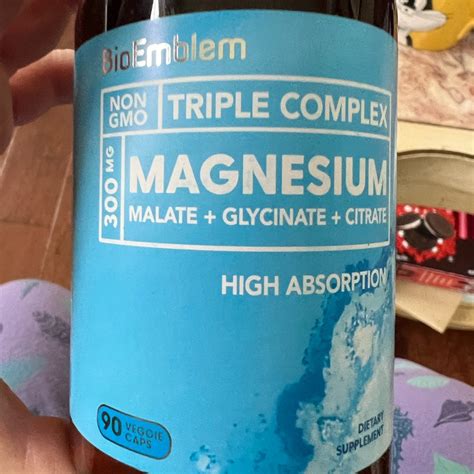 BioEmblem
NON
GMO
TRIPLE COMPLEX
300 MG
MAGNESIUM
MALATE + GLYCINATE + CITRATE
HIGH ABSORPTION
90 VEGGIE
CAPS
DIETARY
SUPPLEMENT